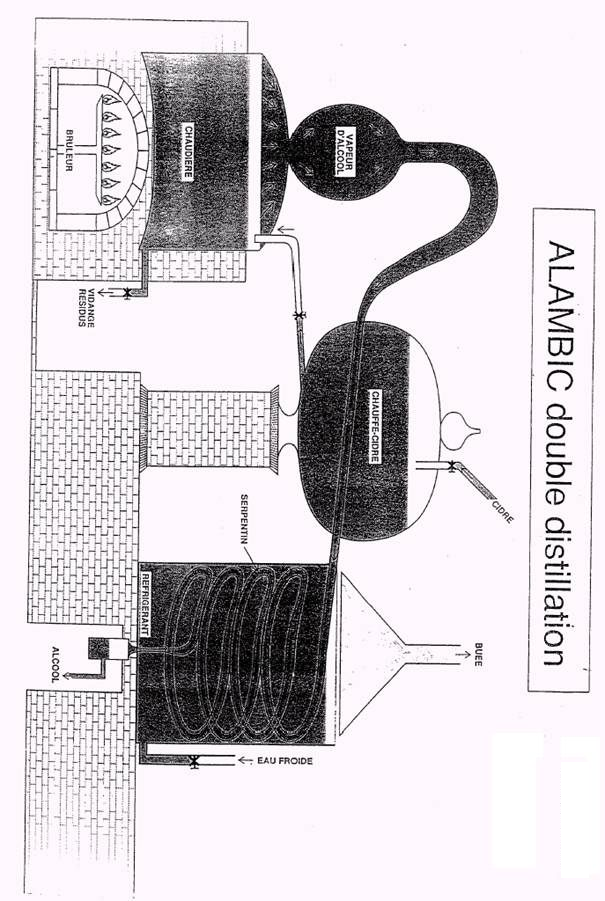 ALAMBIC double distillation
VAPEUR
D'ALCOOL
CHAUDIERE
BRULEUR
VIDANGE
RESIDUS
CHAUFFE-CIDRE
CIDRE
SERPENTIN
REFRIGERANT
BUEE
EAU FROIDE
ALCOOL